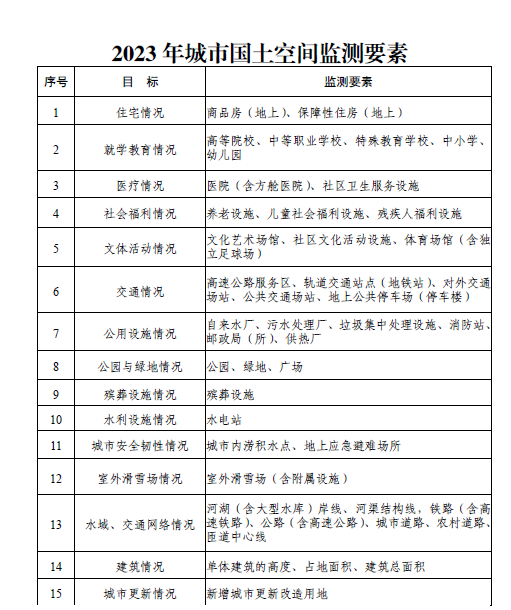 2023 年城市国土空间监测要素
序号 目 标 监测要素
1 住宅情况 商品房（地上）、保障性住房（地上）
2 就学教育情况 高等院校、中等职业学校、特殊教育学校、中小学、
幼儿园
3 医疗情况 医院（含方舱医院）、社区卫生服务设施
4 社会福利情况 养老设施、儿童社会福利设施、残疾人福利设施
5 文体活动情况 文化艺术场馆、社区文化活动设施、体育场馆（含独
立足球场）
6 交通情况 高速公路服务区、轨道交通站点（地铁站）、对外交通
场站、公共交通场站、地上公共停车场（停车楼）
7 公用设施情况 自来水厂、污水处理厂、垃圾集中处理设施、消防站、
邮政局（所）、供热厂
8 公园与绿地情况 公园、绿地、广场
9 殡葬设施情况 殡葬设施
10 水利设施情况 水电站
11 城市安全韧性情况 城市内涝积水点、地上应急避难场所
12 室外滑雪场情况 室外滑雪场（含附属设施）
13 水域、交通网络情况 河湖（含大型水库）岸线、河渠结构线，铁路（含高
速铁路）、公路（含高速公路）、城市道路、农村道路、
匝道中心线
14 建筑情况 单体建筑的高度、占地面积、建筑总面积
15 城市更新情况 新增城市更新改造用地